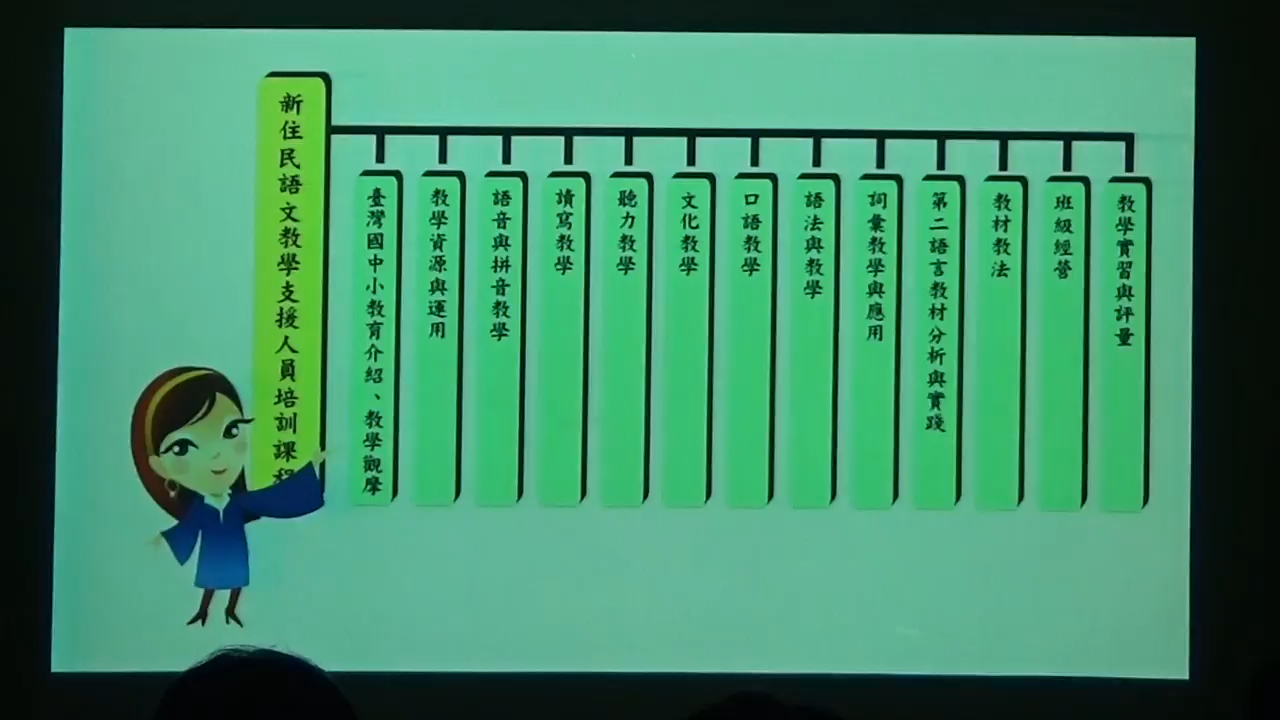 新住民語文教學支援人員培訓課程
臺灣國中小教育介紹、教學觀摩
教學資源與運用
語音與拼音教學
讀寫教學
聽力教學
文化教學
口語教學
語法與教學
詞彙教學與應用
第二語言教材分析與實踐
教材教法
班級經營
教學實習與評量